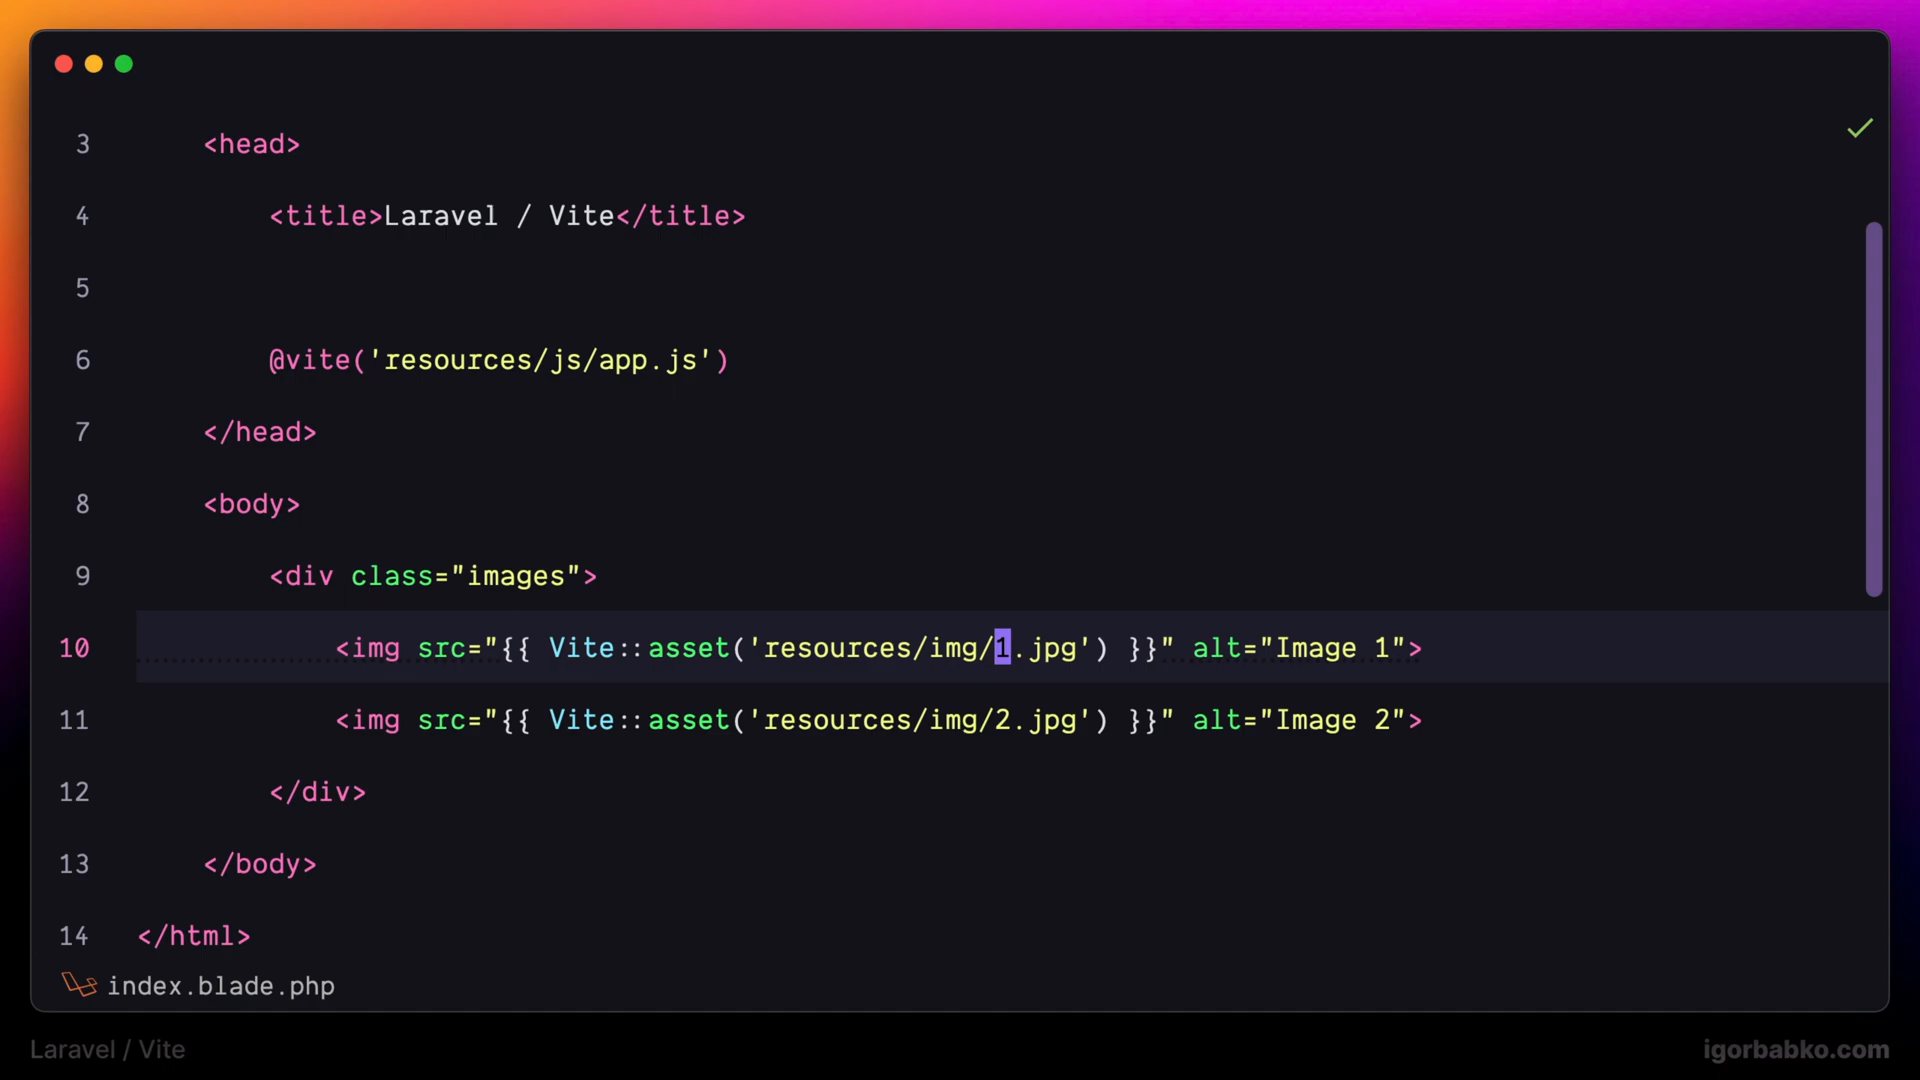 3 <head>
4 <title>Laravel / Vite</title>
5
6 @vite('resources/js/app.js')
7 </head>
8 <body>
9 <div class="images">
10 <img src="{{ Vite::asset('resources/img/1.jpg') }}" alt="Image 1">
11 <img src="{{ Vite::asset('resources/img/2.jpg') }}" alt="Image 2">
12 </div>
13 </body>
14 </html>
index.blade.php
Laravel / Vite
igorbabko.com